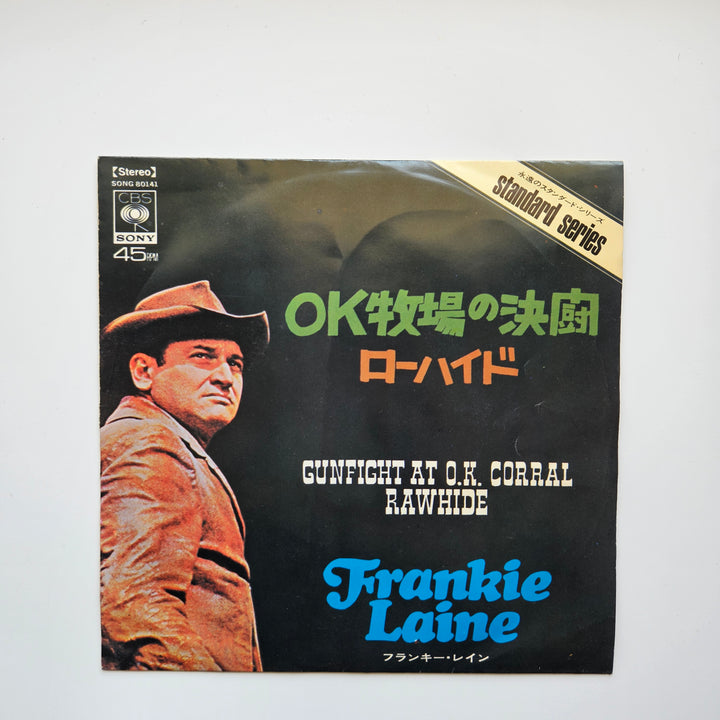 【Stereo】
SONG 80141
CBS
SONY
45 RPM
永遠のスタンダード・シリーズ
standard series
OK牧場の決闘
ローハイド
GUNFIGHT AT O.K. CORRAL
RAWHIDE
Frankie
Laine
フランキー・レイン